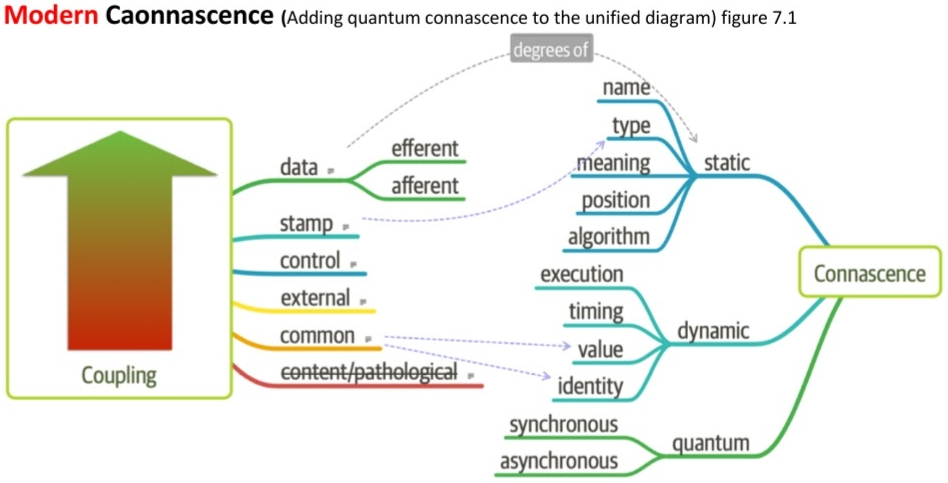 Modern Caonnascence (Adding quantum connascence to the unified diagram) figure 7.1
degrees of
Coupling
data
efferent
afferent
stamp
control
external
common
content/pathological
name
type
meaning
position
algorithm
static
execution
timing
value
identity
dynamic
synchronous
asynchronous
quantum
Connascence